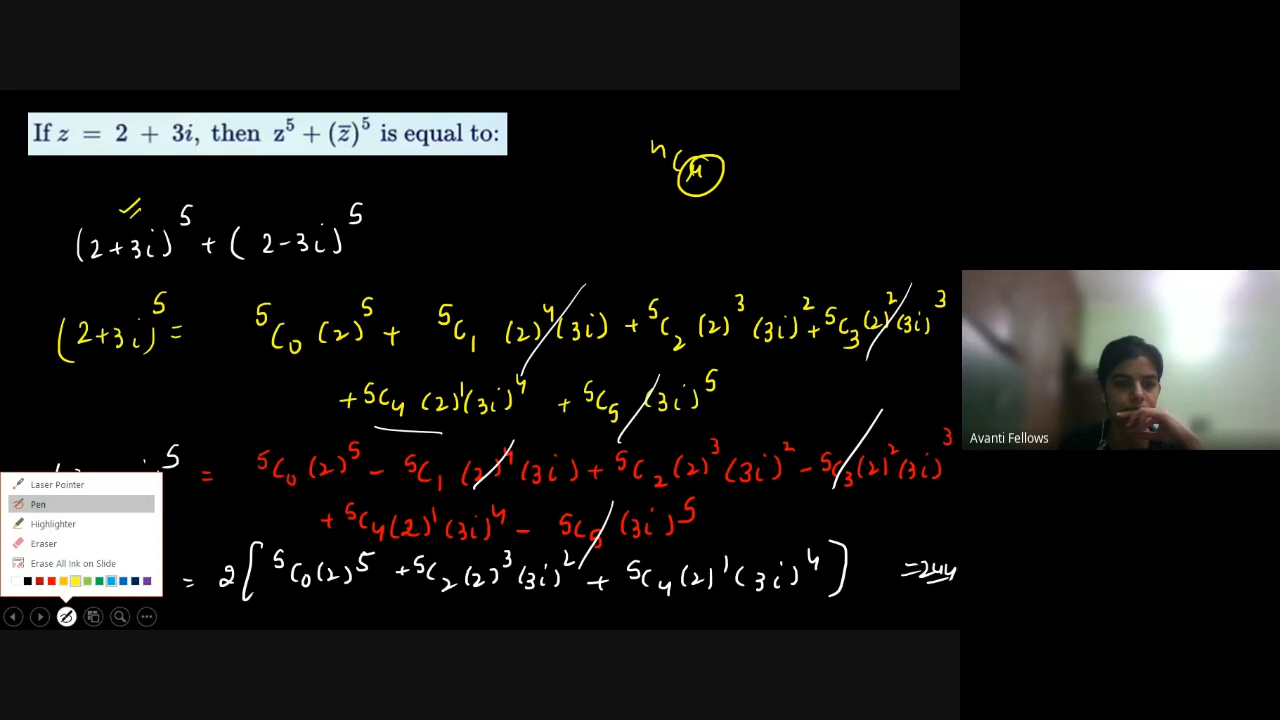 If z = 2 + 3i, then z⁵ + (z̄)⁵ is equal to:
ⁿCᵣ
(2+3i)⁵ + (2-3i)⁵
(2+3i)⁵ = ⁵C₀(2)⁵ + ⁵C₁(2)⁴(3i) + ⁵C₂(2)³(3i)² + ⁵C₃(2)²(3i)³
+ ⁵C₄(2)¹(3i)⁴ + ⁵C₅(3i)⁵
Avanti Fellows
⁵ = ⁵C₀(2)⁵ - ⁵C₁(2)⁴(3i) + ⁵C₂(2)³(3i)² - ⁵C₃(2)²(3i)³
+ ⁵C₄(2)¹(3i)⁴ - ⁵C₅(3i)⁵
= 2[⁵C₀(2)⁵ + ⁵C₂(2)³(3i)² + ⁵C₄(2)¹(3i)⁴] = 244
Laser Pointer
Pen
Highlighter
Eraser
Erase All Ink on Slide